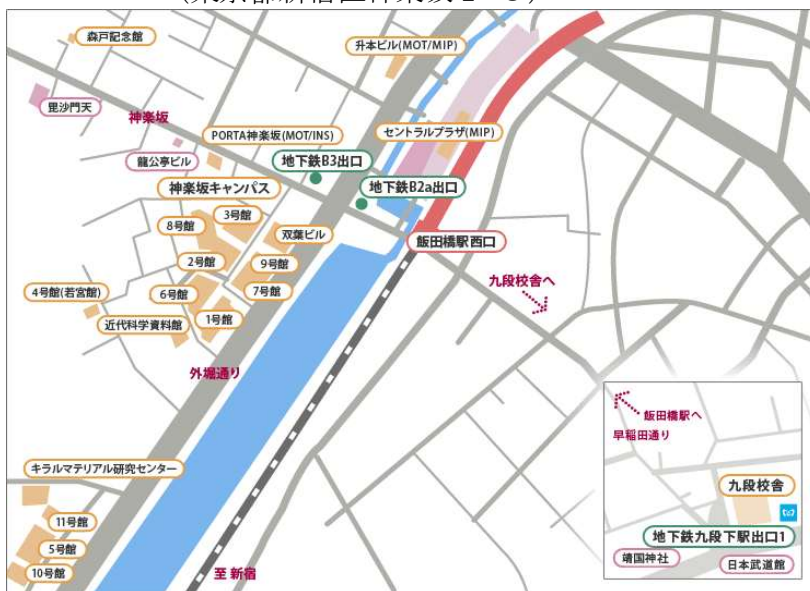 森戸記念館
升本ビル(MOT/MIP)
毘沙門天
神楽坂
PORTA神楽坂(MOT/INS)
セントラルプラザ(MIP)
龍公亭ビル
地下鉄B3出口
神楽坂キャンパス
地下鉄B2a出口
3号館
8号館
双葉ビル
飯田橋駅西口
2号館
9号館
九段校舎へ
4号館(若宮館)
6号館
7号館
近代科学資料館
1号館
外堀通り
飯田橋駅へ
早稲田通り
キラルマテリアル研究センター
九段校舎
11号館
地下鉄九段下駅出口1
5号館
靖国神社
日本武道館
10号館
至 新宿